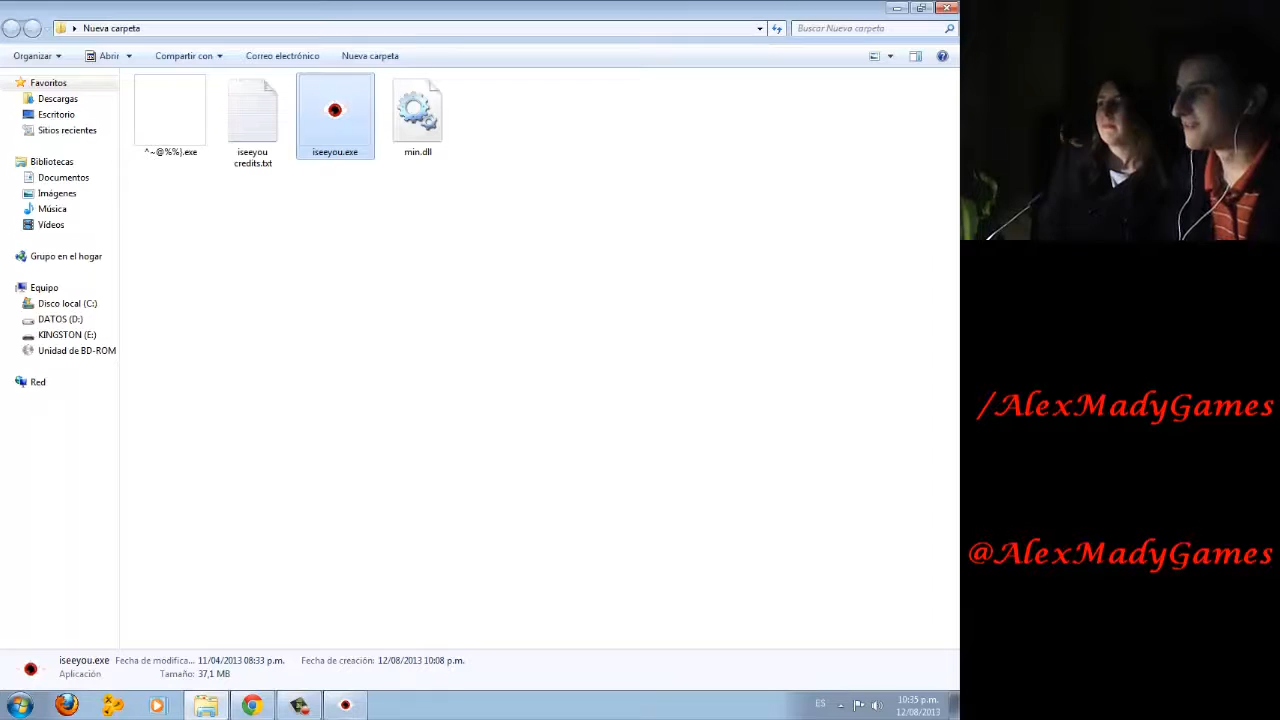 Nueva carpeta
Buscar Nueva carpeta
Organizar
Abrir
Compartir con
Correo electrónico
Nueva carpeta
Favoritos
Descargas
Escritorio
Sitios recientes
Bibliotecas
Documentos
Imágenes
Música
Vídeos
Grupo en el hogar
Equipo
Disco local (C:)
DATOS (D:)
KINGSTON (E:)
Unidad de BD-ROM
Red
^~@%%).exe
iseeyou
credits.txt
iseeyou.exe
min.dll
/AlexMadyGames
@AlexMadyGames
iseeyou.exe Fecha de modifica... 11/04/2013 08:33 p.m. Fecha de creación: 12/08/2013 10:08 p.m.
Aplicación Tamaño: 37,1 MB
ES
10:35 p.m.
12/08/2013